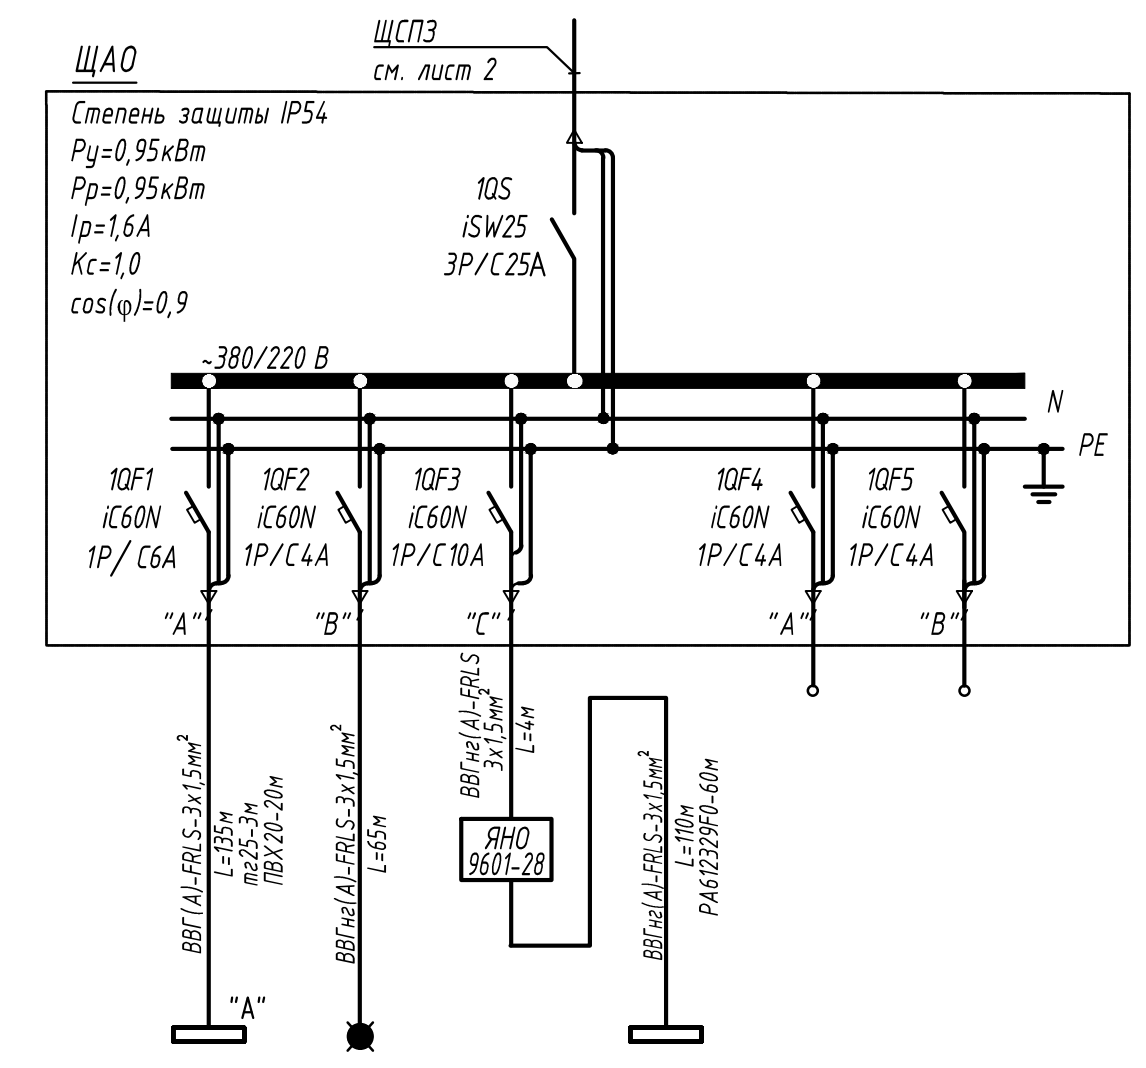 ЩСПЗ
см. лист 2
ЩАО
Степень защиты IP54
Ру=0,95кВт
Рр=0,95кВт
Iр=1,6А
Кс=1,0
cos(φ)=0,9
1QS
iSW25
3P/C25A
~380/220 В
N
PE
1QF1
iC60N
1P/ C6A
1QF2
iC60N
1P/C4A
1QF3
iC60N
1P/C10A
1QF4
iC60N
1P/C4A
1QF5
iC60N
1P/C4A
"А"
"В"
"С"
"А"
"В"
ВВГ(А)-FRLS-3х1,5мм²
L=135м
тг25-3м
ПВХ20-20м
ВВГнг(А)-FRLS-3х1,5мм²
L=65м
ВВГнг(А)-FRLS
3х1,5мм²
L=4м
ЯНО
9601-28
ВВГнг(А)-FRLS-3х1,5мм²
L=110м
РА612329F0-60м
"А"